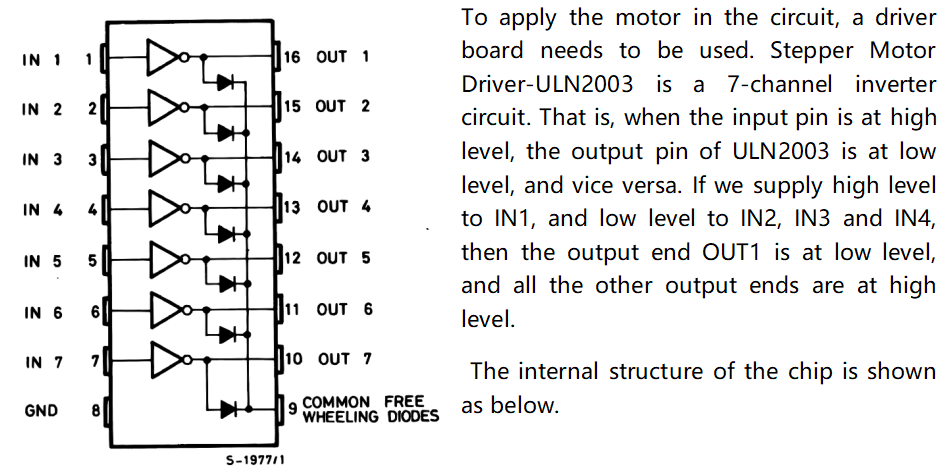 IN 1 1 16 OUT 1
IN 2 2 15 OUT 2
IN 3 3 14 OUT 3
IN 4 4 13 OUT 4
IN 5 5 12 OUT 5
IN 6 6 11 OUT 6
IN 7 7 10 OUT 7
GND 8 9 COMMON FREE
WHEELING DIODES
S-1977/1
To apply the motor in the circuit, a driver
board needs to be used. Stepper Motor
Driver-ULN2003 is a 7-channel inverter
circuit. That is, when the input pin is at high
level, the output pin of ULN2003 is at low
level, and vice versa. If we supply high level
to IN1, and low level to IN2, IN3 and IN4,
then the output end OUT1 is at low level,
and all the other output ends are at high
level.
The internal structure of the chip is shown
as below.